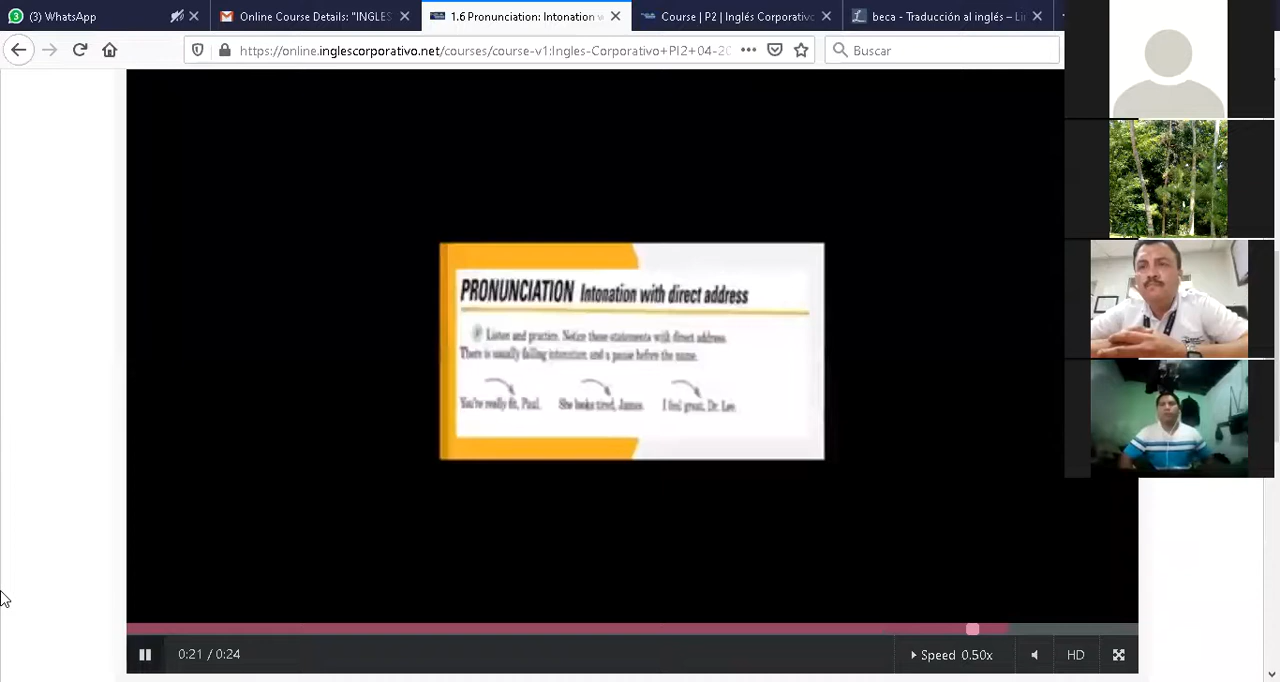 (3) WhatsApp
Online Course Details: "INGLES
1.6 Pronunciation: Intonation
Course | P2 | Inglés Corporativo
beca - Traducción al inglés – Li
https://online.inglescorporativo.net/courses/course-v1:Ingles-Corporativo+PI2+04-20
Buscar
PRONUNCIATION Intonation with direct address
Listen and practice. Notice these statements with direct address.
There is usually falling intonation and a pause before the name.
You're really fit, Paul. She looks tired, James. I feel great, Dr. Lee.
0:21 / 0:24
Speed 0.50x
HD